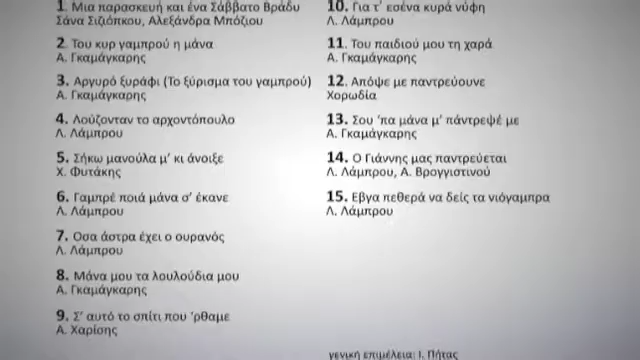 1. Μια παρασκευή και ένα Σάββατο Βράδυ
Σάνα Σιζιόπκου, Αλεξάνδρα Μπόζιου
2. Του κυρ γαμπρού η μάνα
Α. Γκαμάγκαρης
3. Αργυρό ξυράφι (Το ξύρισμα του γαμπρού)
Α. Γκαμάγκαρης
4. Λούζονταν το αρχοντόπουλο
Λ. Λάμπρου
5. Σήκω μανούλα μ' κι άνοιξε
Χ. Φυτάκης
6. Γαμπρέ ποιά μάνα σ' έκανε
Λ. Λάμπρου
7. Οσα άστρα έχει ο ουρανός
Λ. Λάμπρου
8. Μάνα μου τα λουλούδια μου
Α. Γκαμάγκαρης
9. Σ' αυτό το σπίτι που 'ρθαμε
Α. Χαρίσης
10. Για τ' εσένα κυρά νύφη
Λ. Λάμπρου
11. Του παιδιού μου τη χαρά
Α. Γκαμάγκαρης
12. Απόψε με παντρεύουνε
Χορωδία
13. Σου 'πα μάνα μ' πάντρεψέ με
Α. Γκαμάγκαρης
14. Ο Γιάννης μας παντρεύεται
Λ. Λάμπρου, Α. Βρογγιστινού
15. Εβγα πεθερά να δείς τα νιόγαμπρα
Λ. Λάμπρου
γενική επιμέλεια: Ι. Πήτας